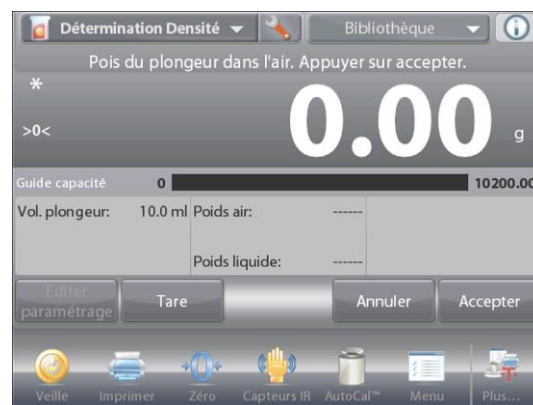 Détermination Densité Bibliothèque
Pois du plongeur dans l'air. Appuyer sur accepter.
*
>0<
0.00 g
Guide capacité 0 10200.00
Vol. plongeur: 10.0 ml Poids air: ------
Poids liquide: ------
Editer
paramétrage Tare Annuler Accepter
Veille Imprimer Zéro Capteurs IR AutoCal™ Menu Plus...